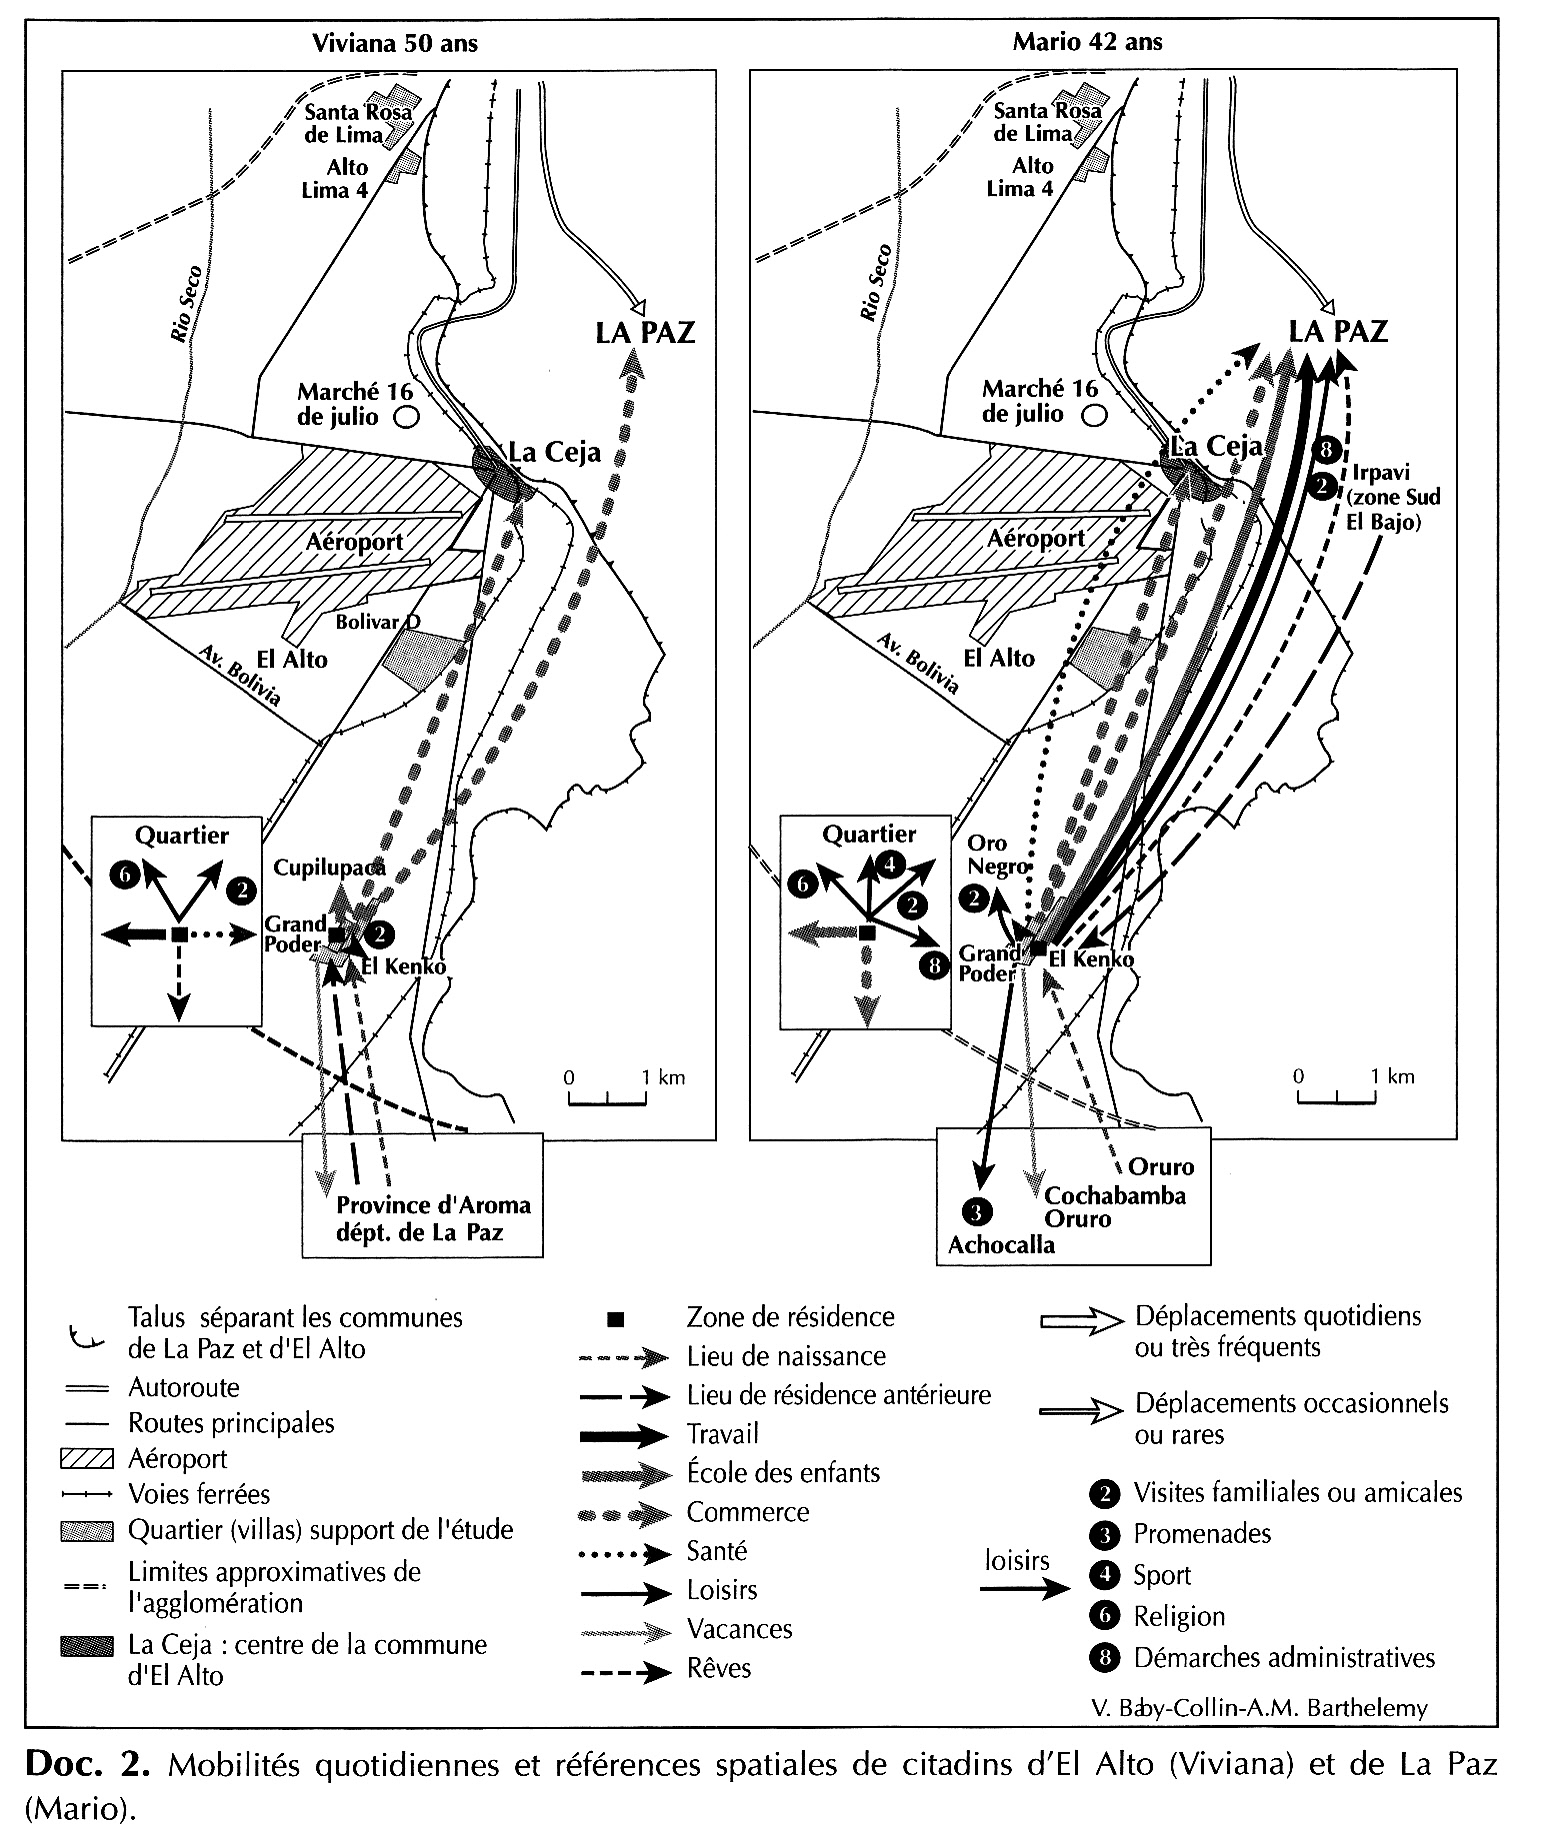 Viviana 50 ans
Santa Rosa
de Lima
Alto
Lima 4
Rio Seco
LA PAZ
Marché 16
de julio
La Ceja
Aéroport
Bolivar D
El Alto
Av. Bolivia
Quartier
6
2
Cupilupaca
Grand
Poder
2
El Kenko
0 1 km
Province d'Aroma
dépt. de La Paz
Mario 42 ans
Santa Rosa
de Lima
Alto
Lima 4
Rio Seco
LA PAZ
Marché 16
de julio
La Ceja
8
2
Irpavi
(zone Sud
El Bajo)
Aéroport
El Alto
Av. Bolivia
Quartier
4
6
2
8
Oro
Negro
2
Grand
Poder
El Kenko
0 1 km
Oruro
Cochabamba
Oruro
3
Achocalla
Talus séparant les communes
de La Paz et d'El Alto
Autoroute
Routes principales
Aéroport
Voies ferrées
Quartier (villas) support de l'étude
Limites approximatives de
l'agglomération
La Ceja : centre de la commune
d'El Alto
Zone de résidence
Lieu de naissance
Lieu de résidence antérieure
Travail
École des enfants
Commerce
Santé
Loisirs
Vacances
Rêves
Déplacements quotidiens
ou très fréquents
Déplacements occasionnels
ou rares
loisirs
2 Visites familiales ou amicales
3 Promenades
4 Sport
6 Religion
8 Démarches administratives
V. Baby-Collin-A.M. Barthelemy
Doc. 2. Mobilités quotidiennes et références spatiales de citadins d'El Alto (Viviana) et de La Paz
(Mario).